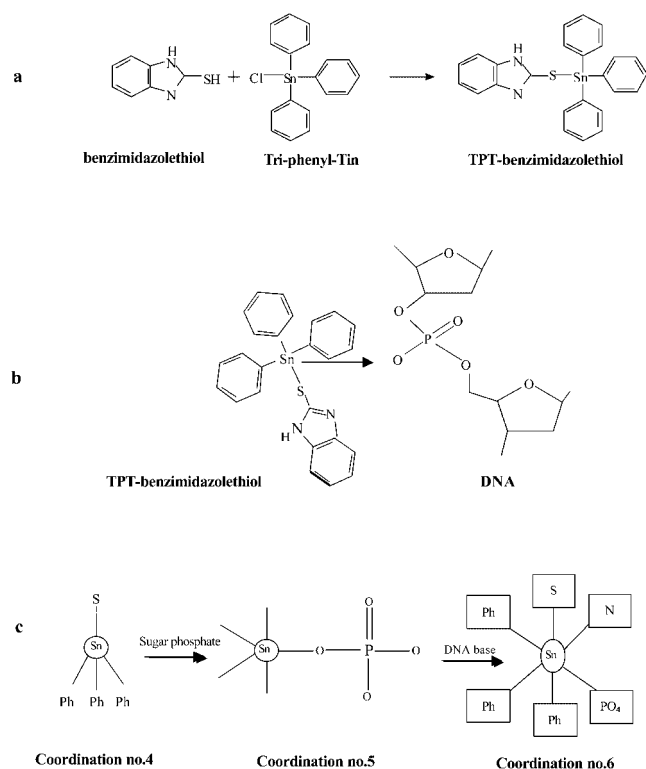 a
H
N
N
SH
+
Cl
Sn
H
N
N
S
Sn
benzimidazolethiol
Tri-phenyl-Tin
TPT-benzimidazolethiol
b
Sn
S
N
N
H
O
O
P
O
O
O
O
TPT-benzimidazolethiol
DNA
c
S
Sn
Ph Ph Ph
Sugar phosphate
Sn
O
P
O
O
O
DNA base
S
Ph
N
Sn
Ph
Ph
PO4
Coordination no.4
Coordination no.5
Coordination no.6